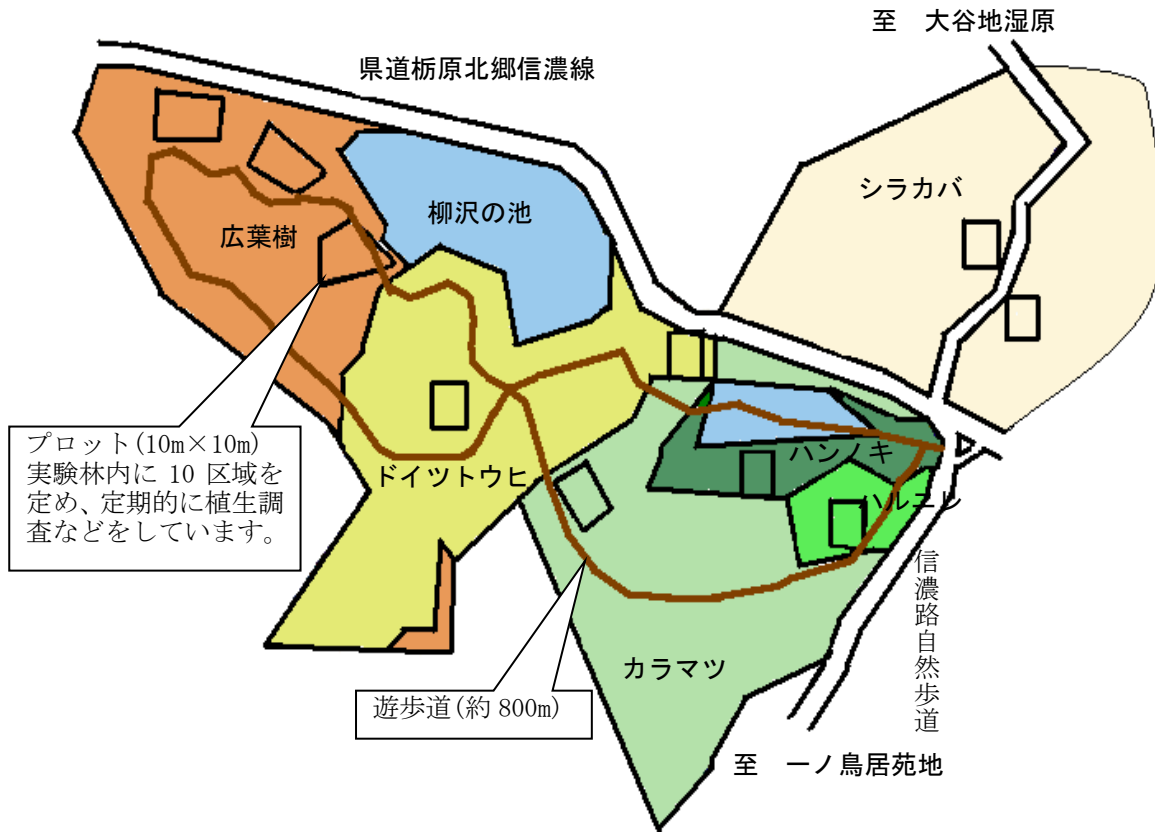 至　大谷地湿原
県道栃原北郷信濃線
シラカバ
柳沢の池
広葉樹
プロット(10m×10m)
実験林内に 10 区域を
定め、定期的に植生調
査などをしています。
ハンノキ
ドイツトウヒ
ハルニレ
信濃路自然歩道
カラマツ
遊歩道(約 800m)
至　一ノ鳥居苑地